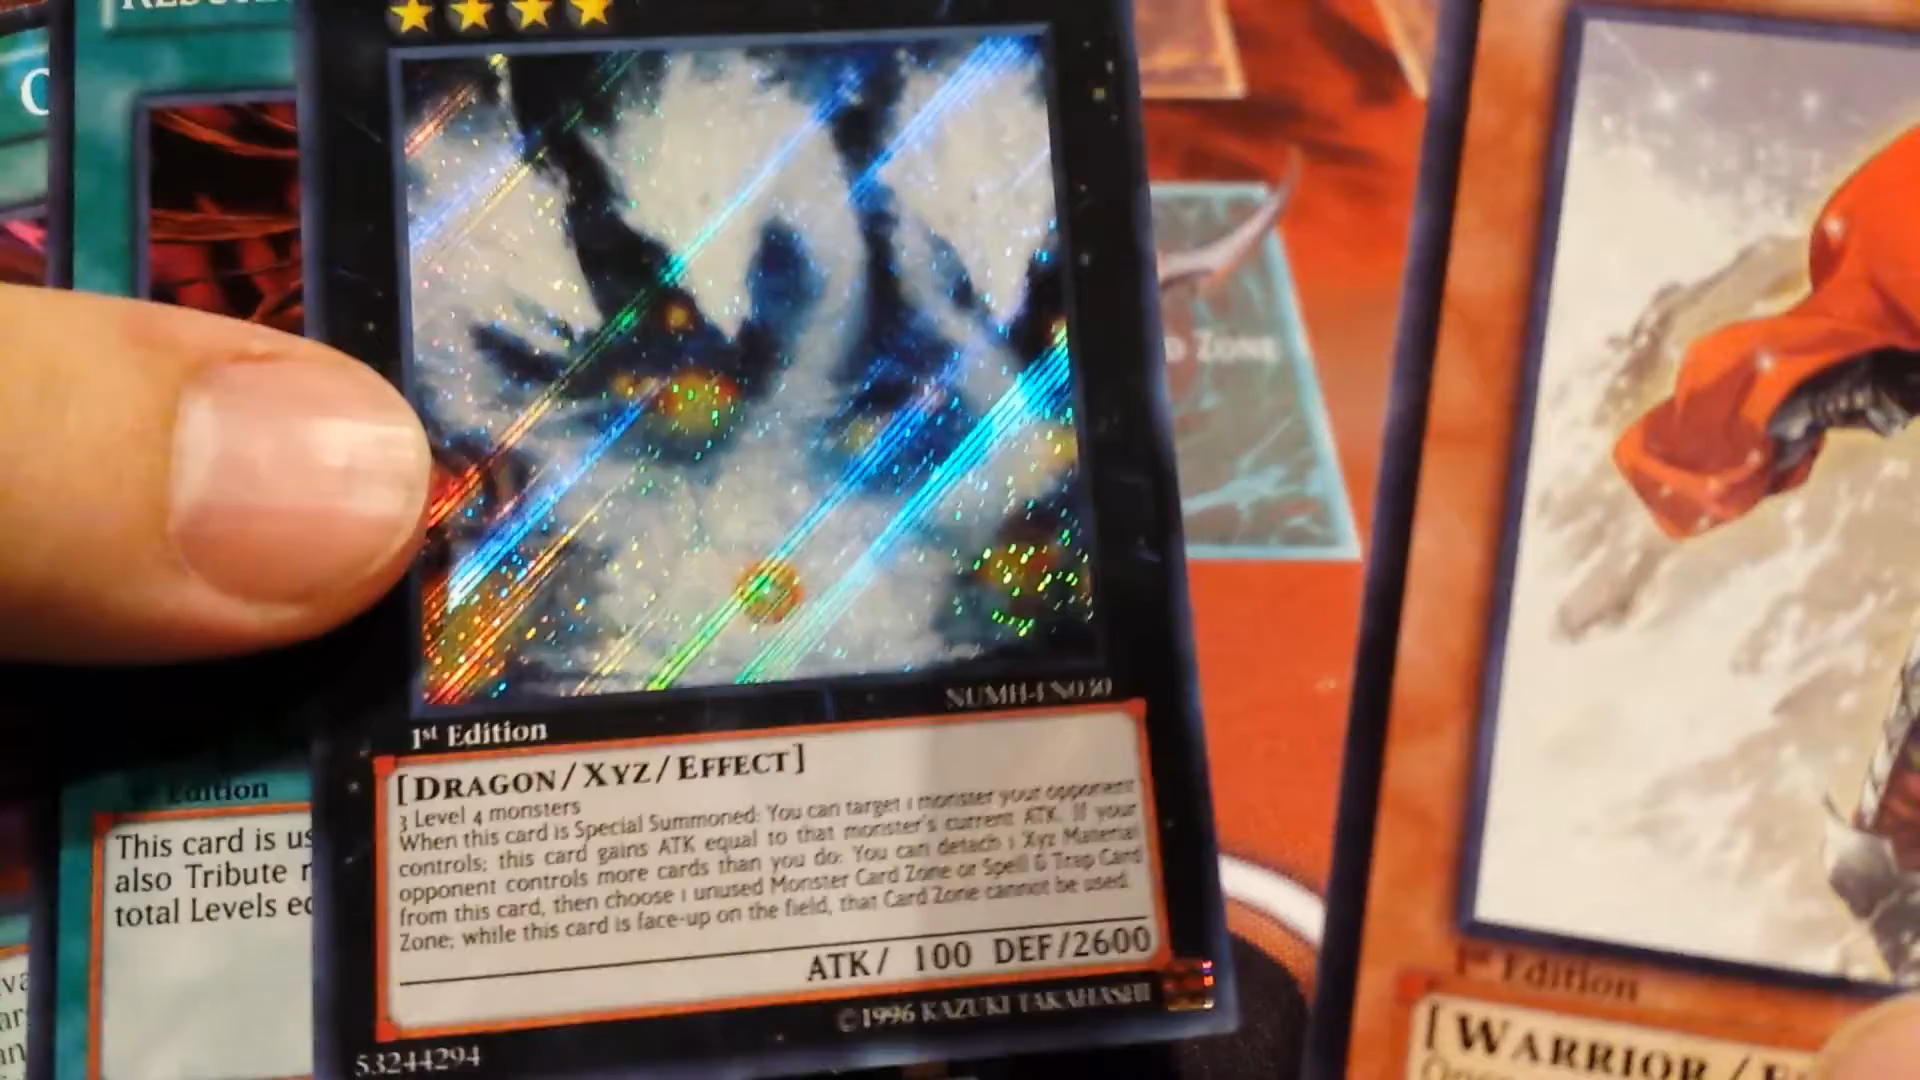 NUMH-EN030
1st Edition
[DRAGON/XYZ/EFFECT]
3 Level 4 monsters
When this card is Special Summoned: You can target 1 monster your opponent
controls; this card gains ATK equal to that monster's current ATK. If your
opponent controls more cards than you do: You can detach 1 Xyz Material
from this card, then choose 1 unused Monster Card Zone or Spell & Trap Card
Zone; while this card is face-up on the field, that Card Zone cannot be used.
ATK/ 100 DEF/2600
©1996 KAZUKI TAKAHASHI
53244294
Edition
This card is us
also Tribute
total Levels
ZONE
1st Edition
[WARRIOR/